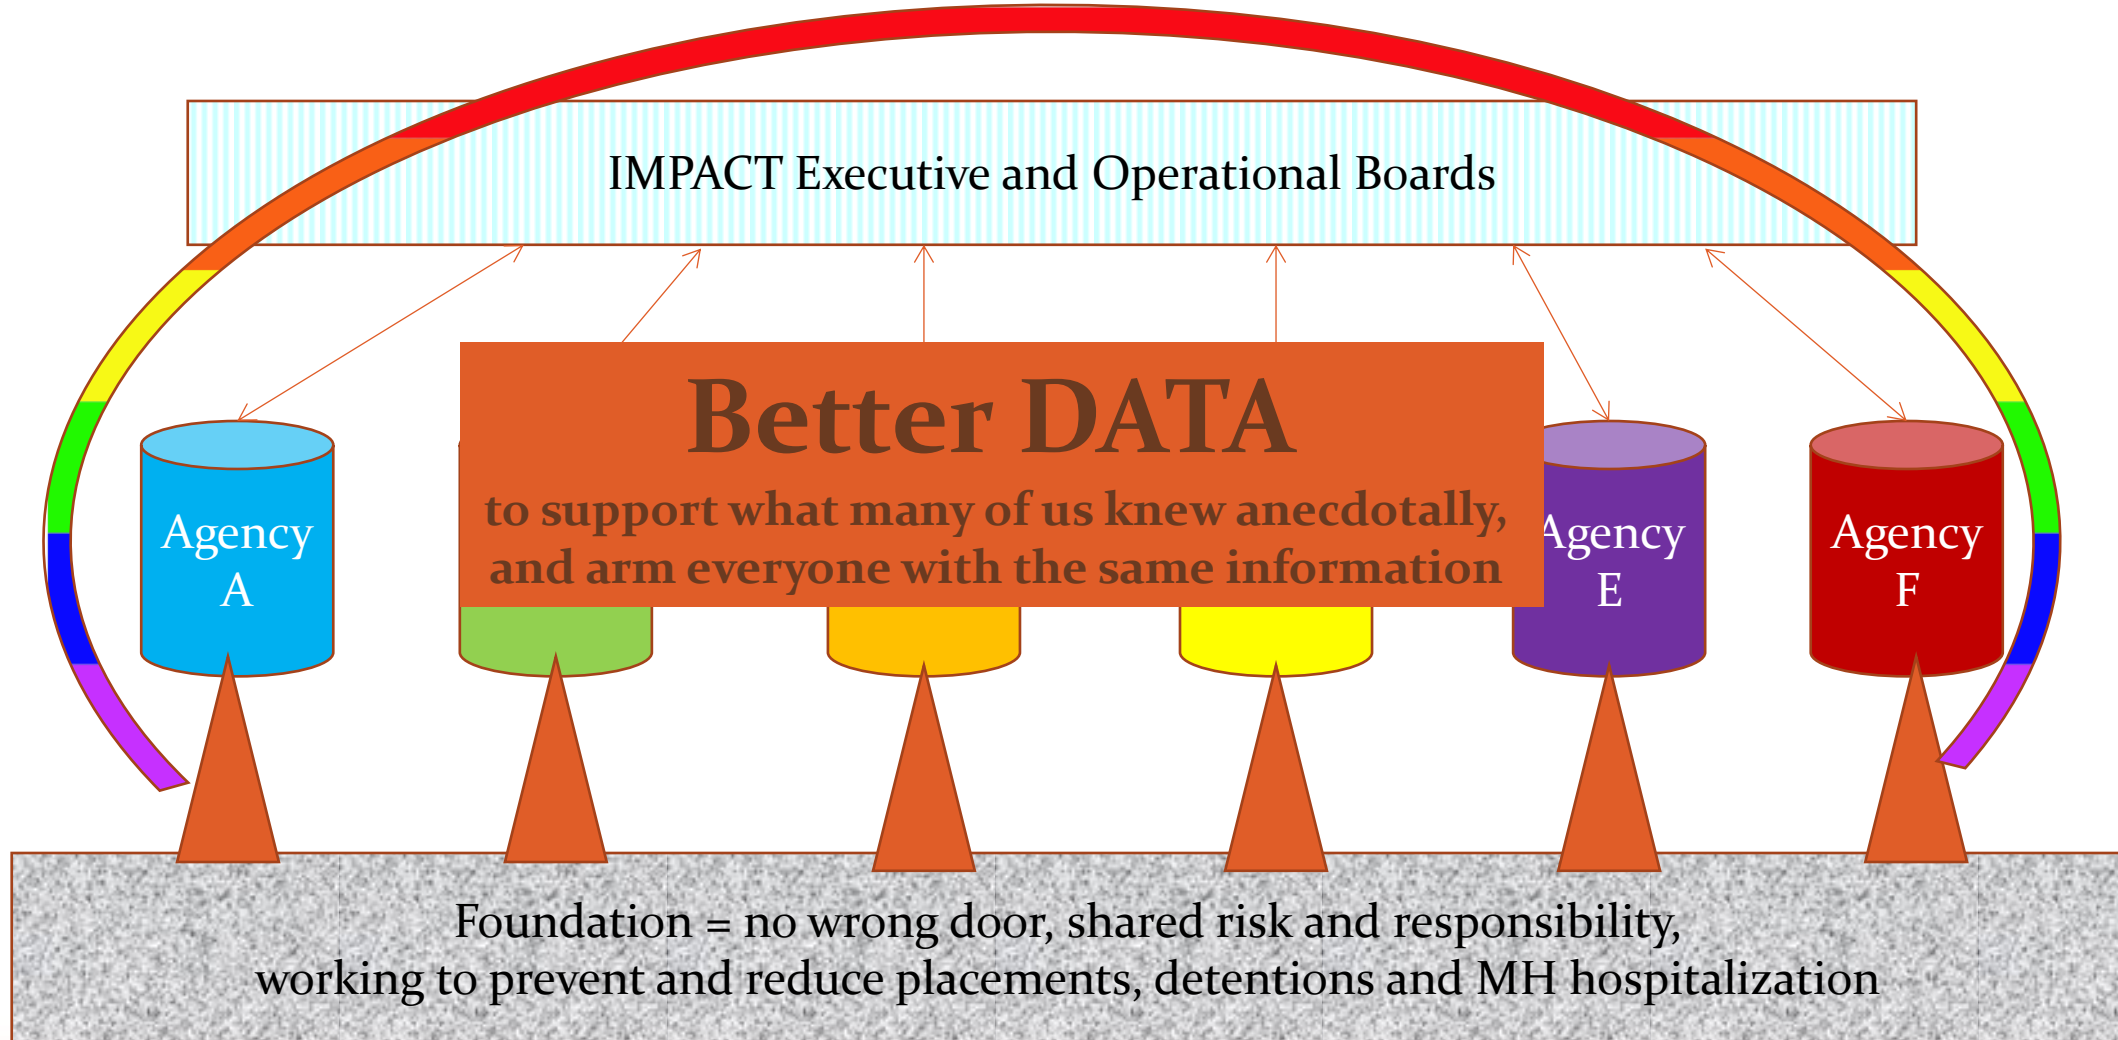 IMPACT Executive and Operational Boards
Better DATA
to support what many of us knew anecdotally,
and arm everyone with the same information
Agency
A
Agency
E
Agency
F
Foundation = no wrong door, shared risk and responsibility,
working to prevent and reduce placements, detentions and MH hospitalization